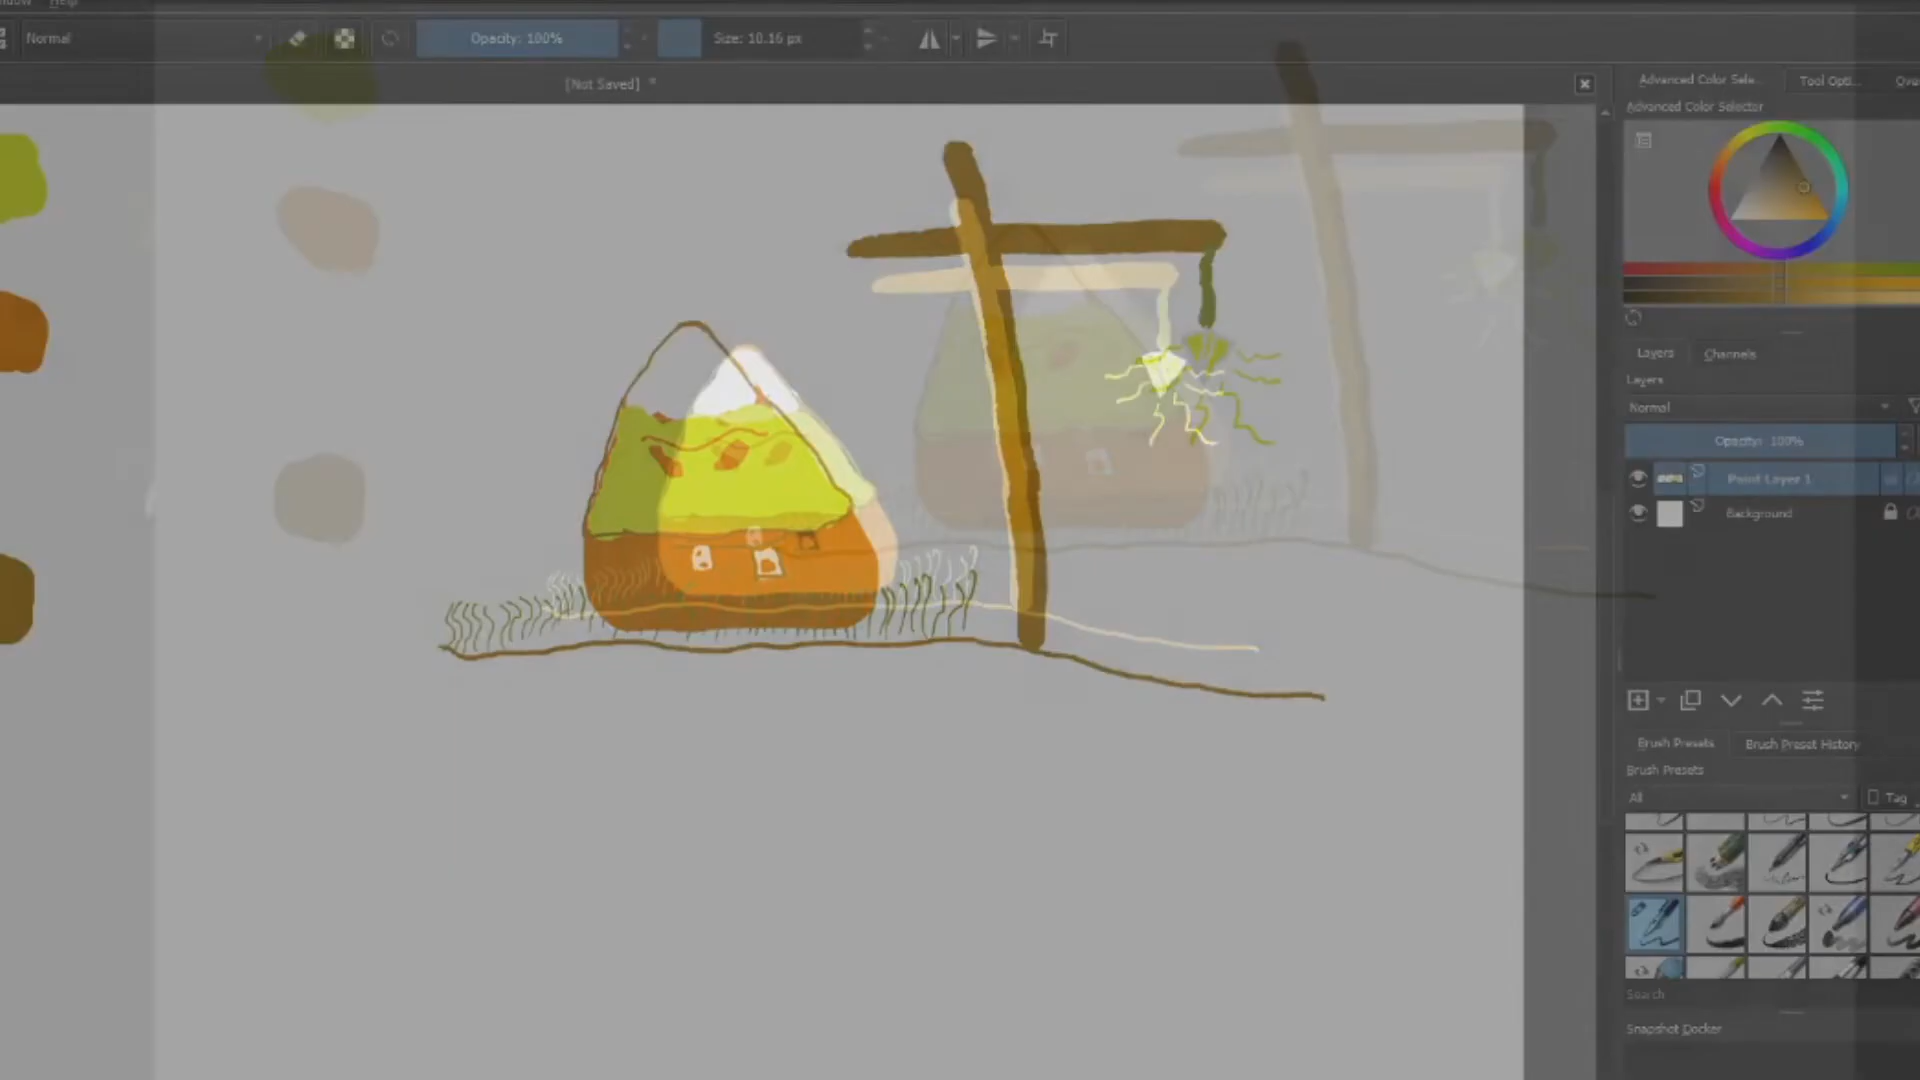 Help
Normal
Opacity: 100%
Size: 10.16 px
[Not Saved] *
Advanced Color Sele...
Tool Opti...
Advanced Color Selector
Layers
Channels
Layers
Normal
Opacity: 100%
Paint Layer 1
Background
Brush Presets
Brush Preset History
Brush Presets
All
Tag
Search
Snapshot Docker